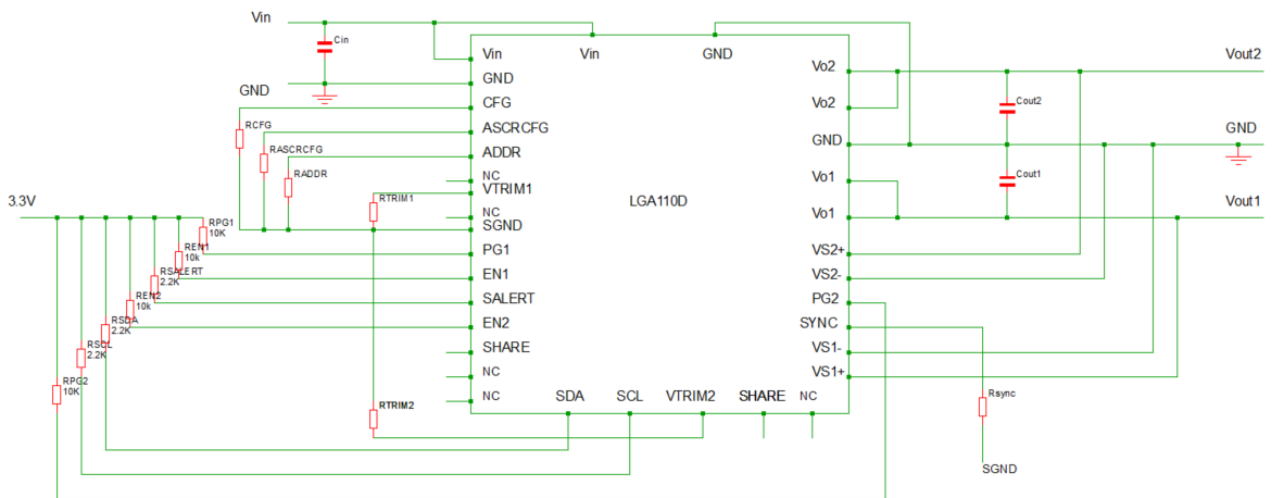 Vin
Cin
GND
3.3V
RCFG
RASCRCFG
RADDR
RTRIM1
RPG1
10K
REN1
10k
RSALERT
2.2K
REN2
10k
RSDA
2.2K
RSCL
2.2K
RPG2
10K
RTRIM2
Vin
Vin
GND
GND
CFG
ASCRCFG
ADDR
NC
VTRIM1
NC
SGND
PG1
EN1
SALERT
EN2
SHARE
NC
NC
SDA
SCL
VTRIM2
SHARE
NC
LGA110D
Vo2
Vo2
GND
Vo1
Vo1
VS2+
VS2-
PG2
SYNC
VS1-
VS1+
Vout2
Cout2
GND
Cout1
Vout1
Rsync
SGND